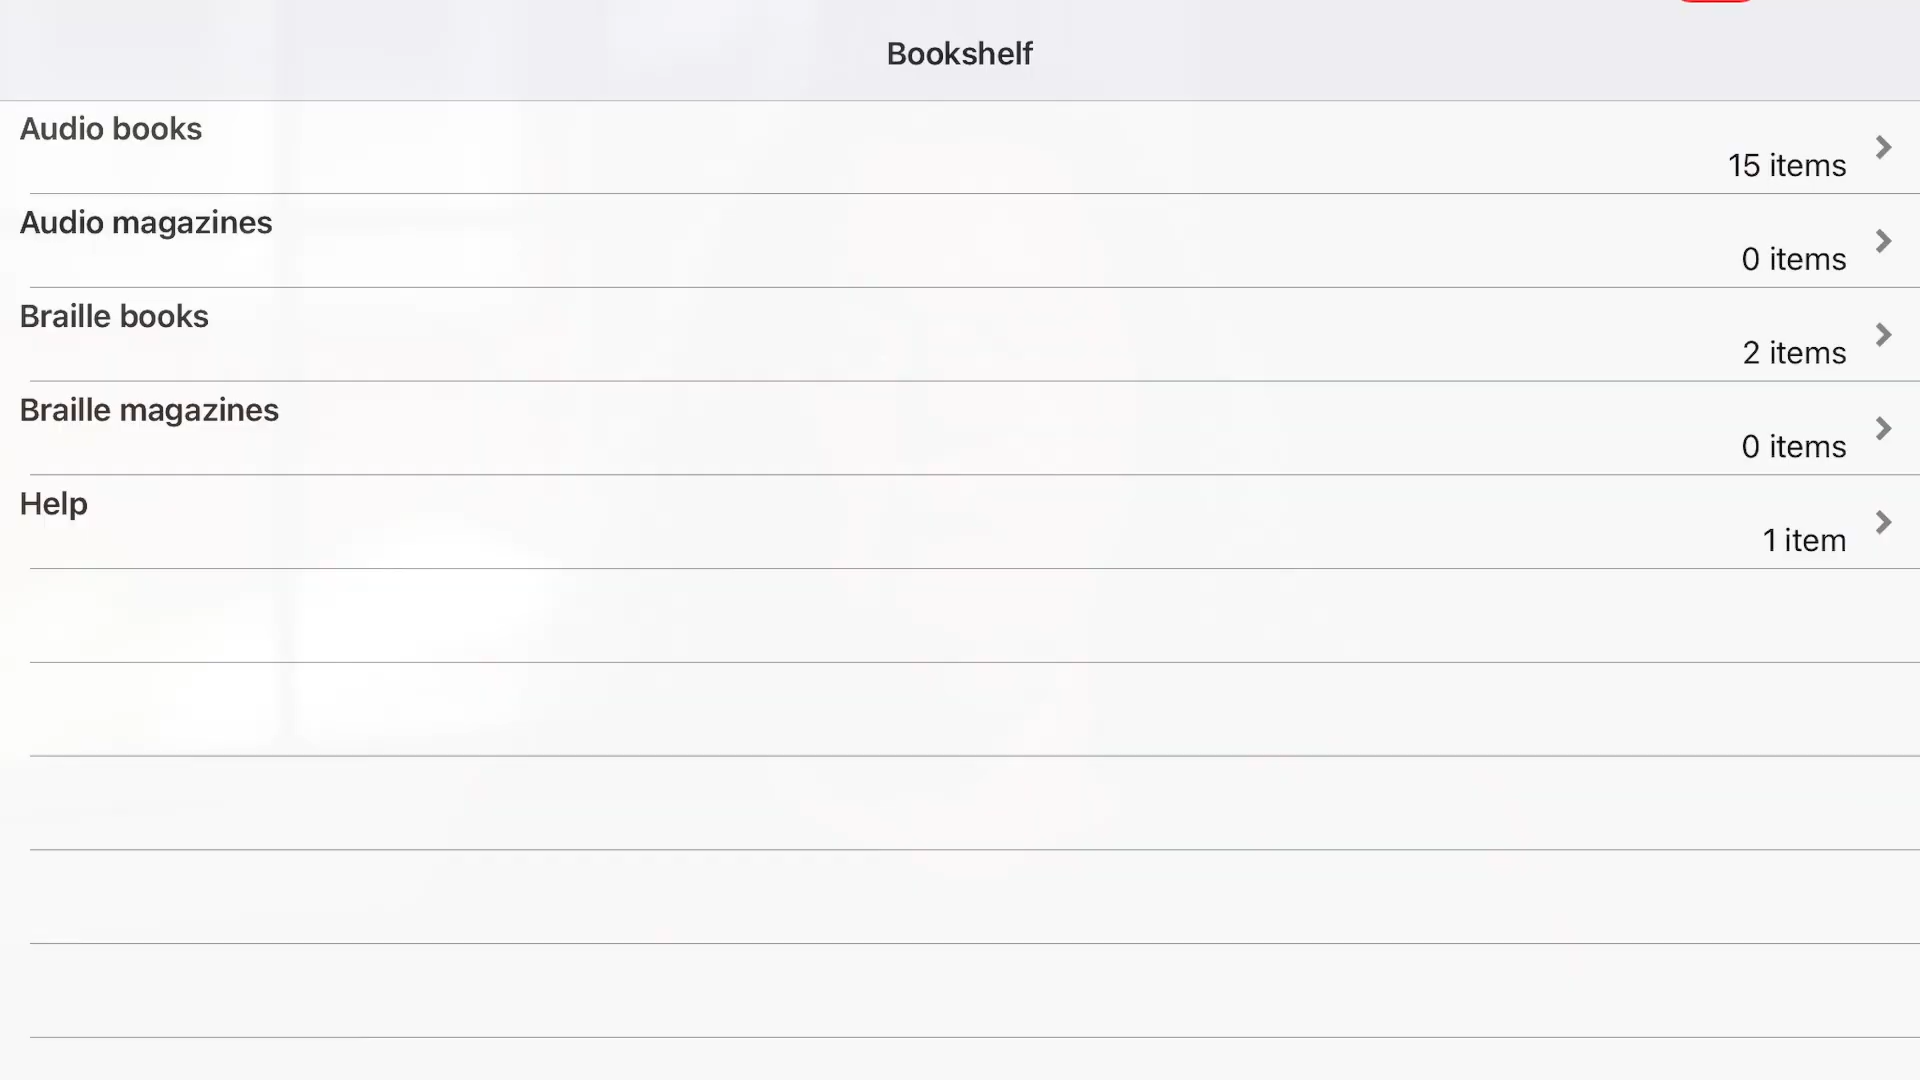 Bookshelf
Audio books
15 items
Audio magazines
0 items
Braille books
2 items
Braille magazines
0 items
Help
1 item